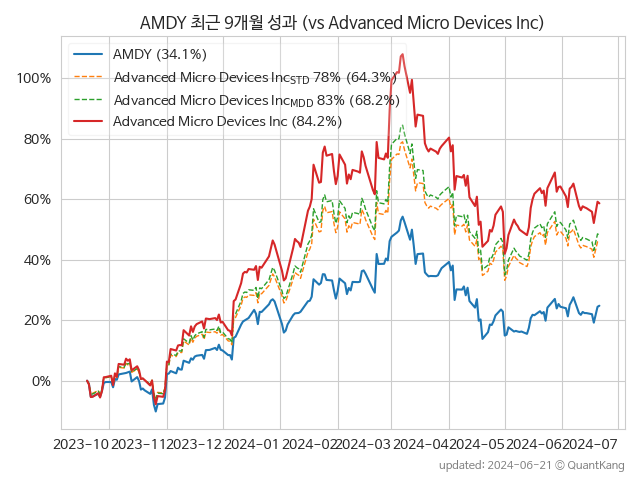 AMDY 최근 9개월 성과 (vs Advanced Micro Devices Inc)
AMDY (34.1%)
Advanced Micro Devices IncSTD 78% (64.3%)
Advanced Micro Devices IncMDD 83% (68.2%)
Advanced Micro Devices Inc (84.2%)
100%
80%
60%
40%
20%
0%
2023-10 2023-11 2023-12 2024-01 2024-02 2024-03 2024-04 2024-05 2024-06 2024-07
updated: 2024-06-21 © QuantKang